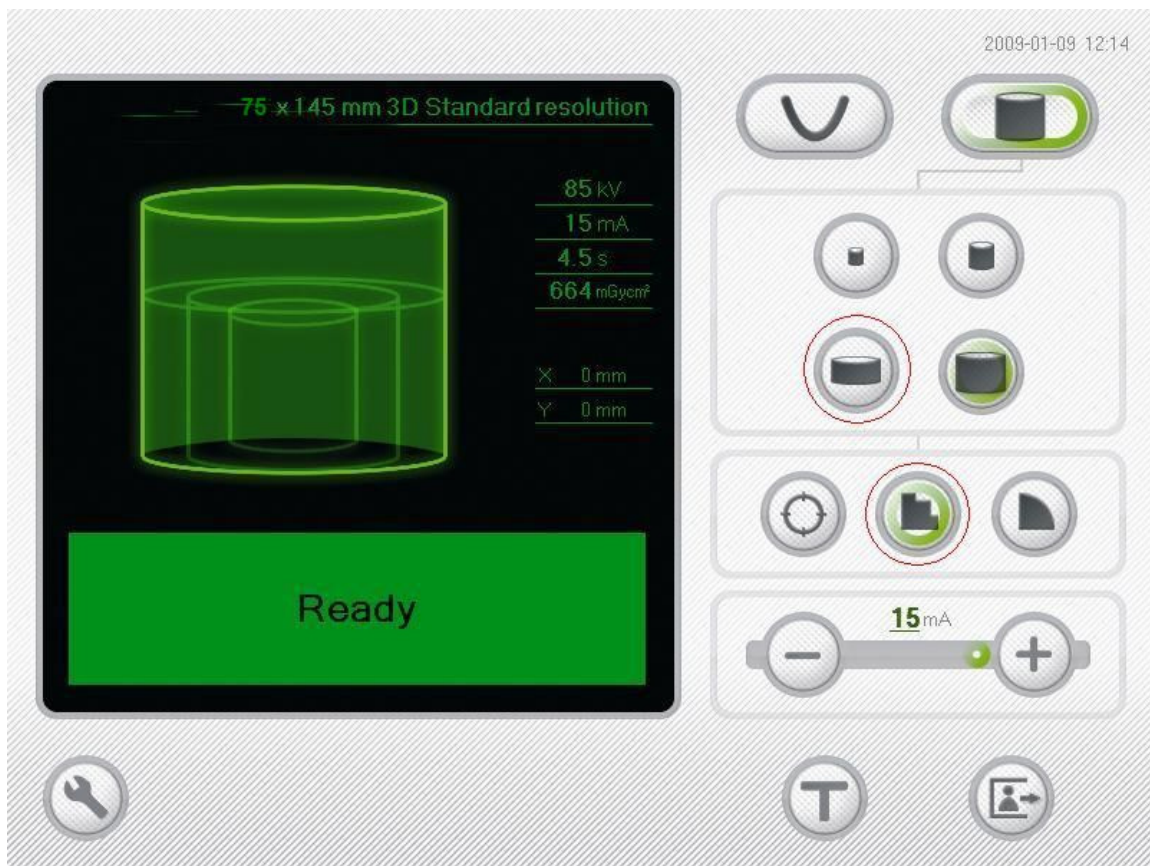 2009-01-09 12:14
75 x 145 mm 3D Standard resolution
85 kV
15 mA
4.5 s
664 mGycm²
X 0 mm
Y 0 mm
Ready
15 mA
T